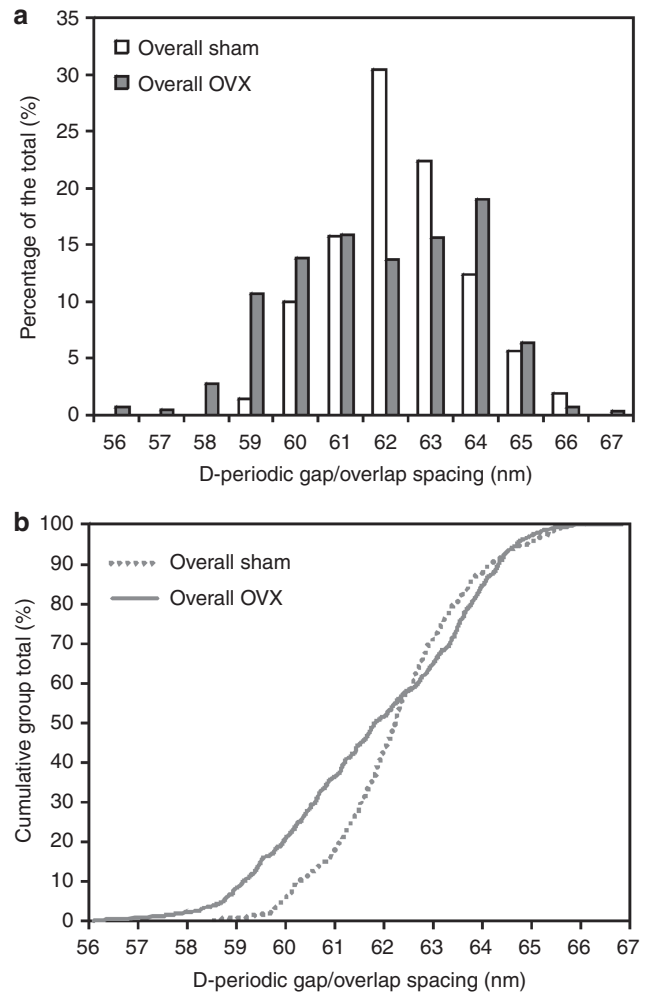 a
Percentage of the total (%)
35
30
25
20
15
10
5
0
Overall sham
Overall OVX
56 57 58 59 60 61 62 63 64 65 66 67
D-periodic gap/overlap spacing (nm)
b
Cumulative group total (%)
100
90
80
70
60
50
40
30
20
10
0
Overall sham
Overall OVX
56 57 58 59 60 61 62 63 64 65 66 67
D-periodic gap/overlap spacing (nm)